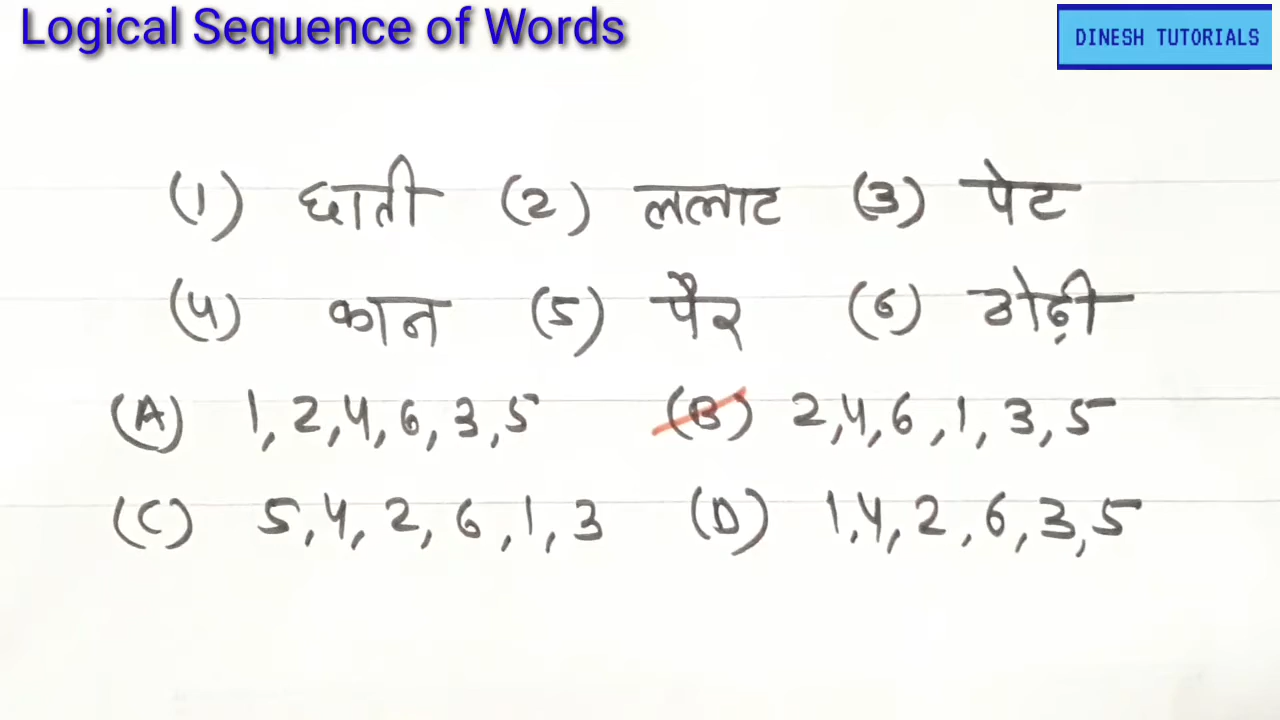 Logical Sequence of Words
DINESH TUTORIALS
(1) छाती (2) ललाट (3) पेट
(4) कान (5) पैर (6) ठोढ़ी
(A) 1, 2, 4, 6, 3, 5 (B) 2, 4, 6, 1, 3, 5
(C) 5, 4, 2, 6, 1, 3 (D) 1, 4, 2, 6, 3, 5